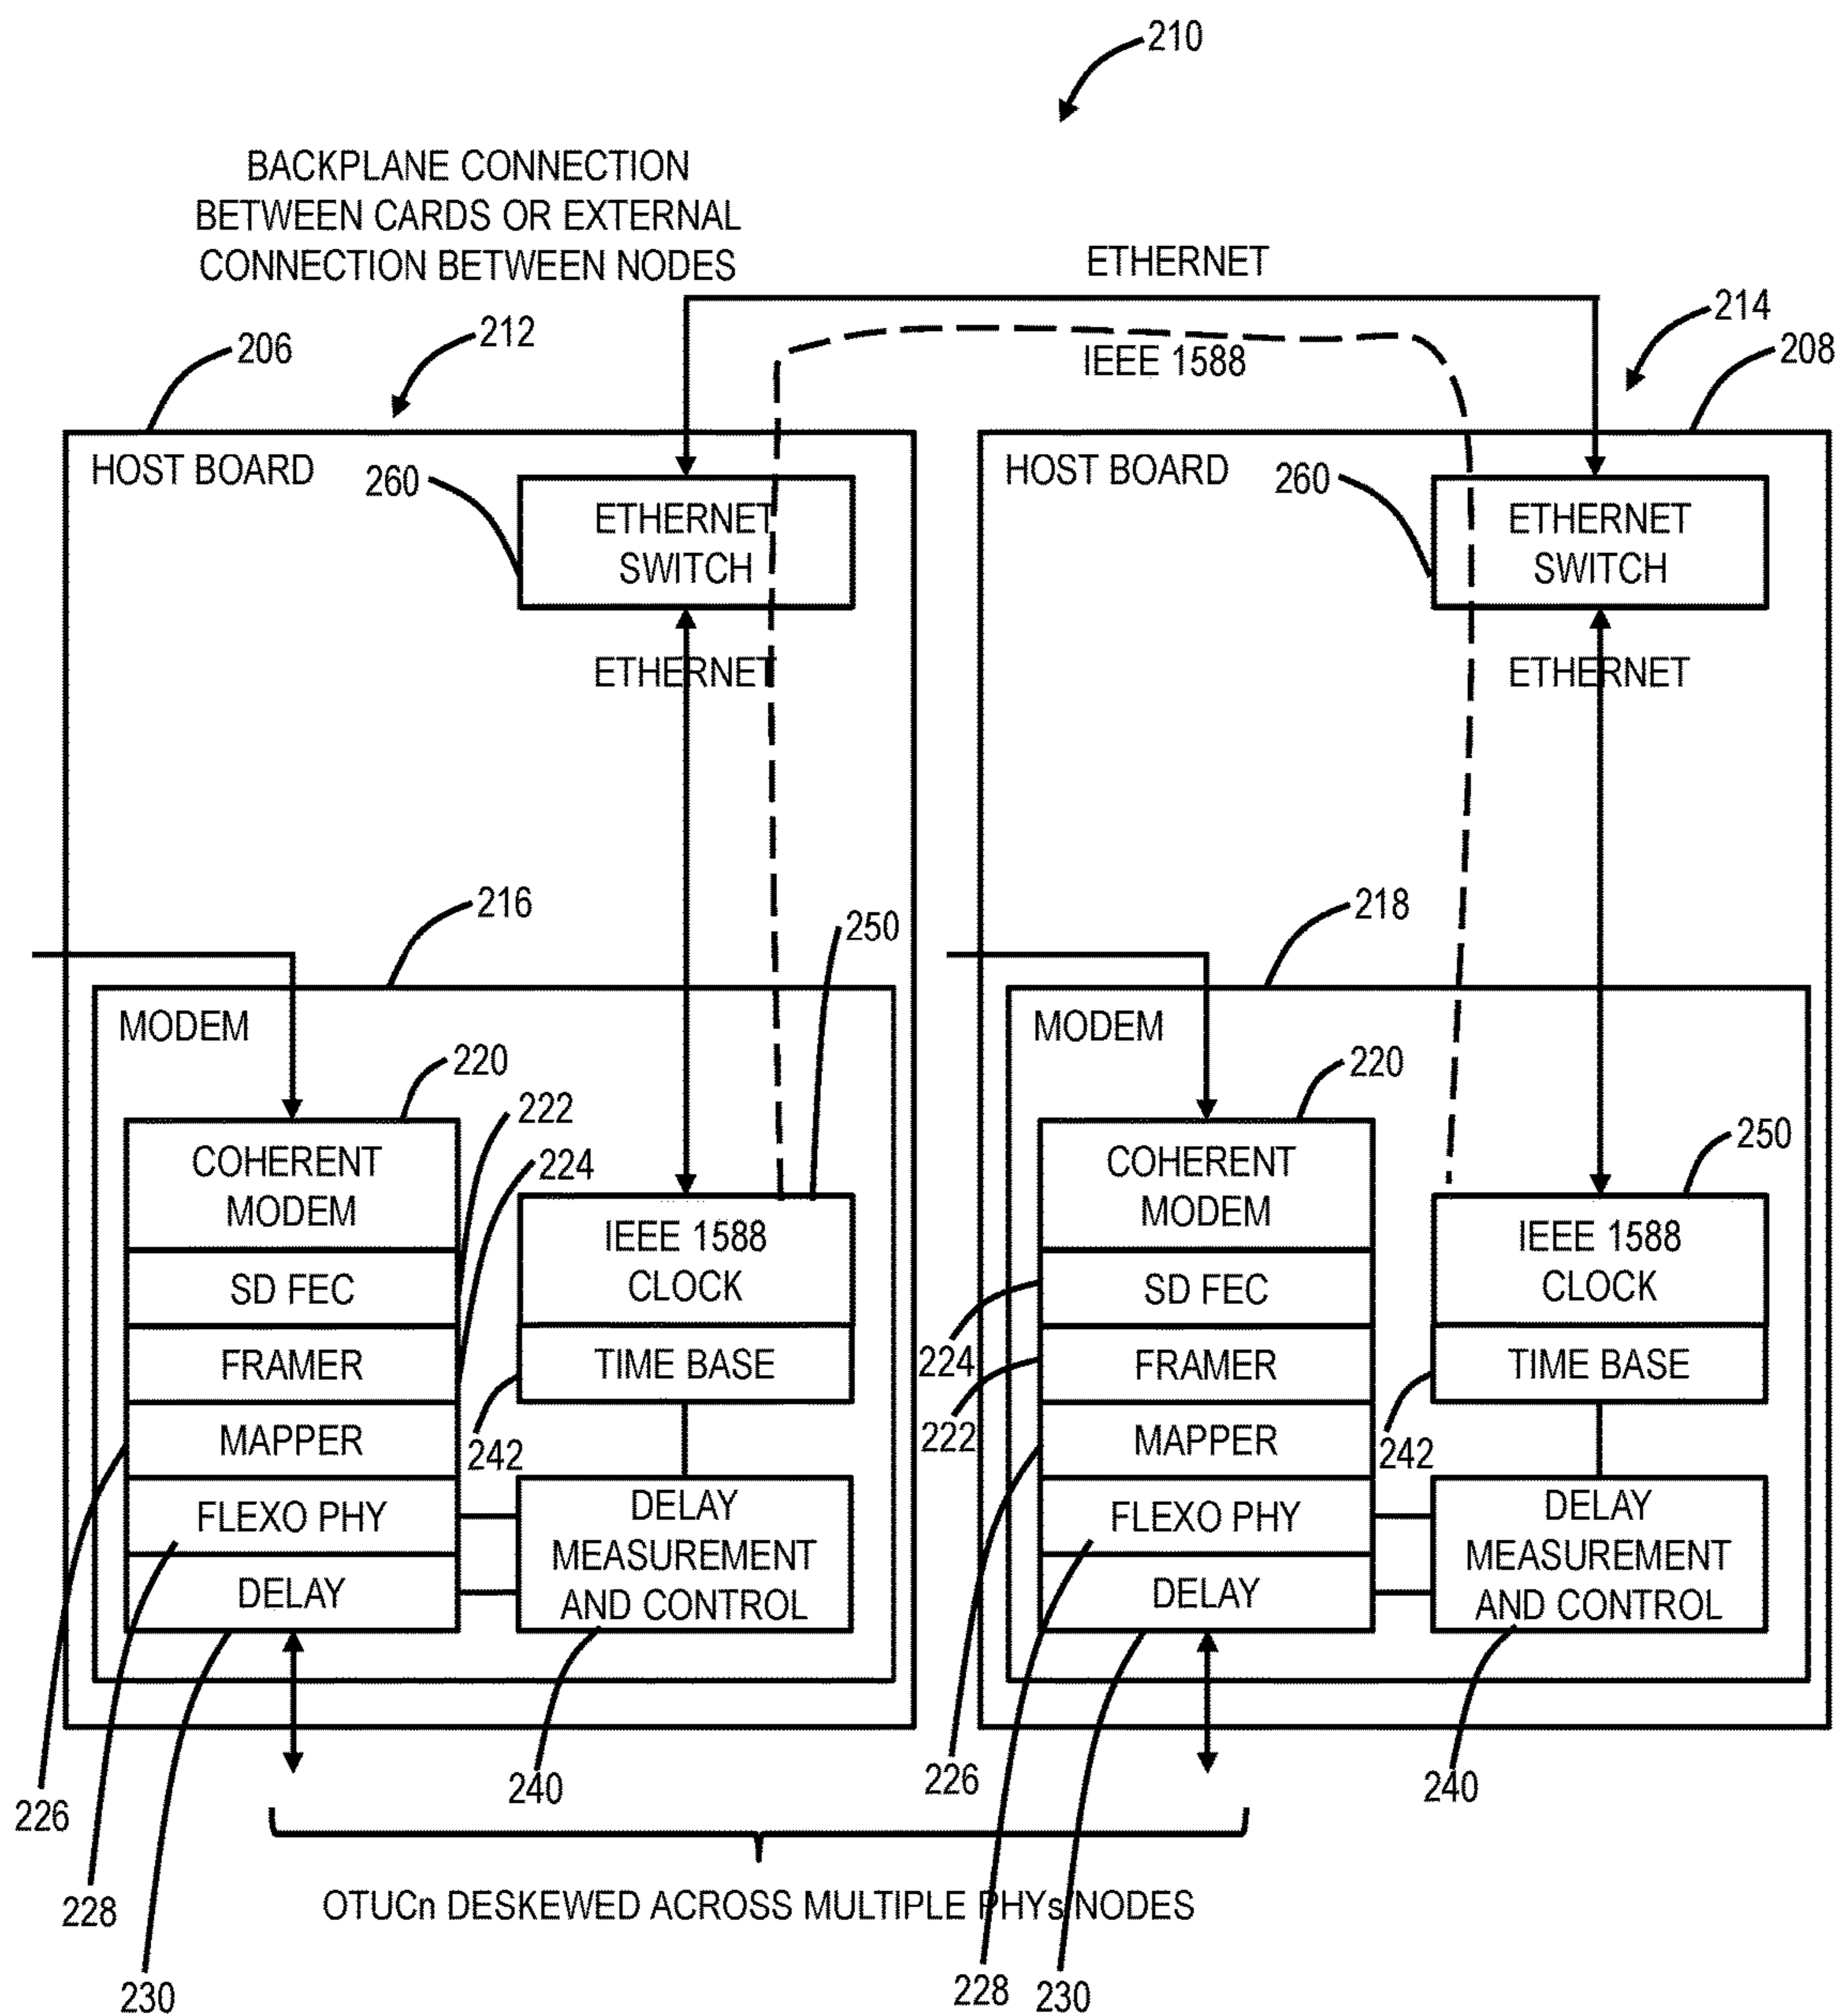 210
BACKPLANE CONNECTION
BETWEEN CARDS OR EXTERNAL
CONNECTION BETWEEN NODES
ETHERNET
206
212
IEEE 1588
214
208
HOST BOARD
260
ETHERNET
SWITCH
ETHERNET
216
250
MODEM
220
222
224
COHERENT
MODEM
SD FEC
FRAMER
MAPPER
FLEXO PHY
DELAY
IEEE 1588
CLOCK
TIME BASE
242
DELAY
MEASUREMENT
AND CONTROL
226
228
230
240
HOST BOARD
260
ETHERNET
SWITCH
ETHERNET
218
MODEM
220
250
COHERENT
MODEM
SD FEC
FRAMER
MAPPER
FLEXO PHY
DELAY
224
222
IEEE 1588
CLOCK
TIME BASE
242
DELAY
MEASUREMENT
AND CONTROL
226
228
230
240
OTUCn DESKEWED ACROSS MULTIPLE PHYs/NODES